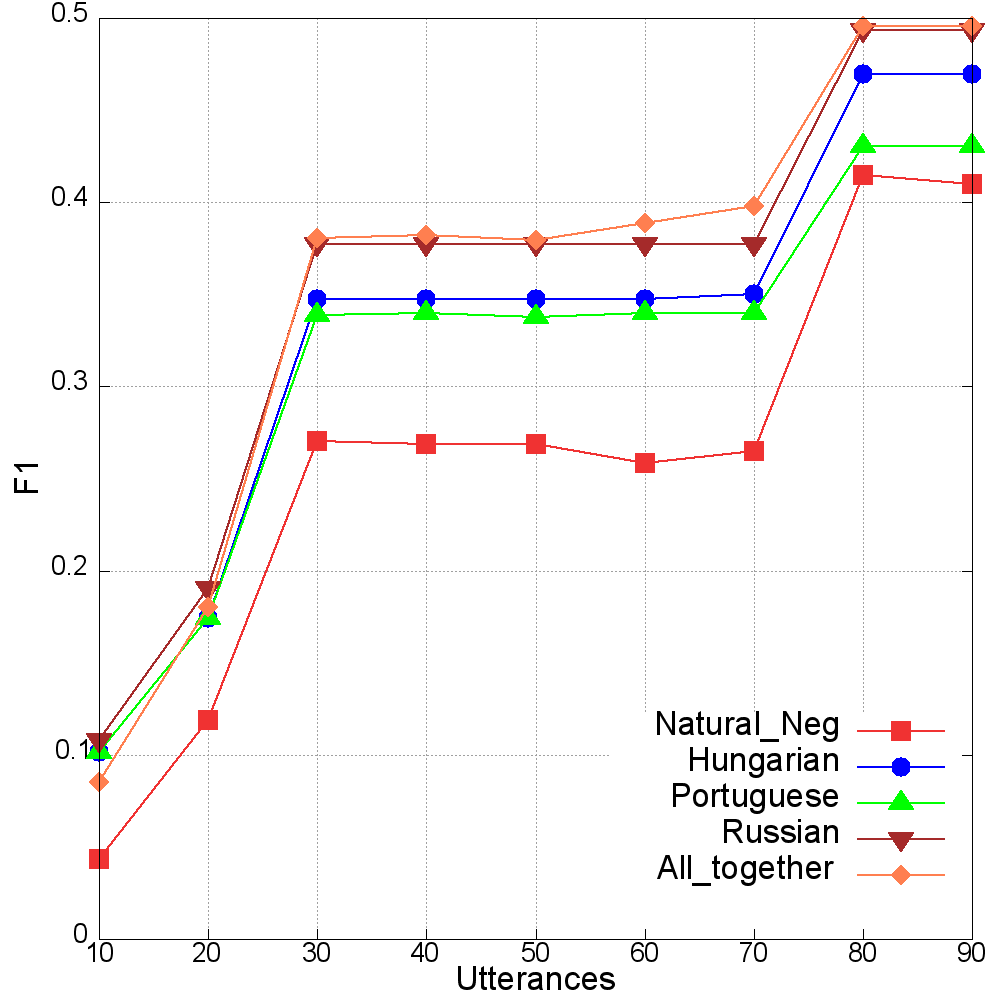 0.5
0.4
0.3
0.2
0.1
0
F1
10 20 30 40 50 60 70 80 90
Utterances
Natural_Neg
Hungarian
Portuguese
Russian
All_together